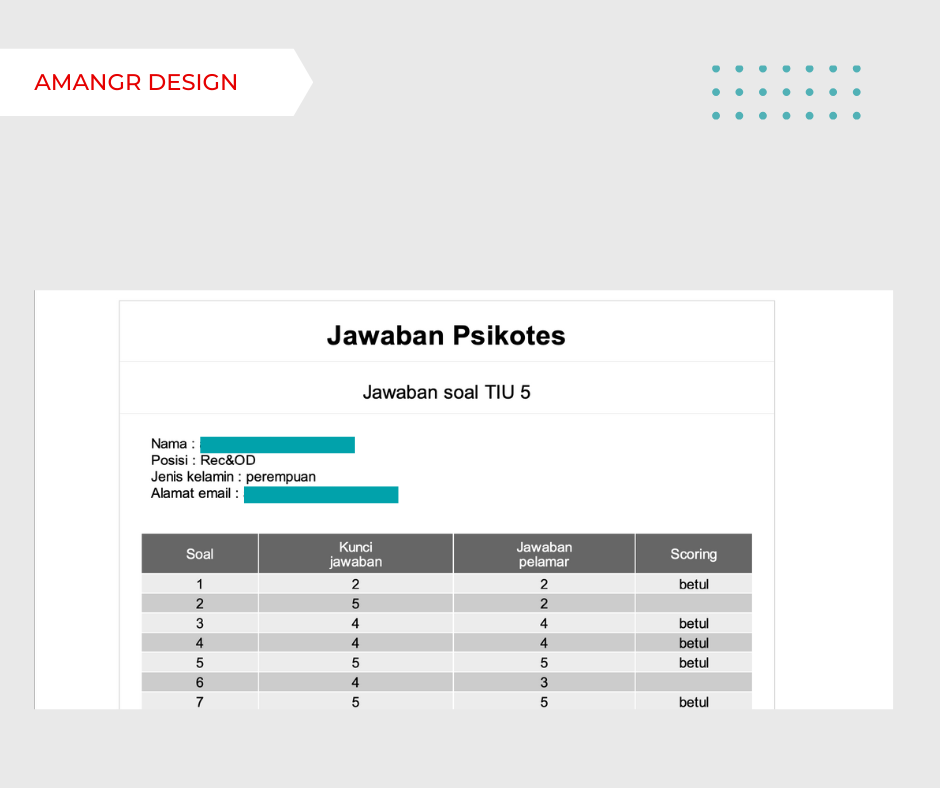 AMANGR DESIGN
Jawaban Psikotes
Jawaban soal TIU 5
Nama :
Posisi : Rec&OD
Jenis kelamin : perempuan
Alamat email :
Soal Kunci jawaban Jawaban pelamar Scoring
1 2 2 betul
2 5 2
3 4 4 betul
4 4 4 betul
5 5 5 betul
6 4 3
7 5 5 betul